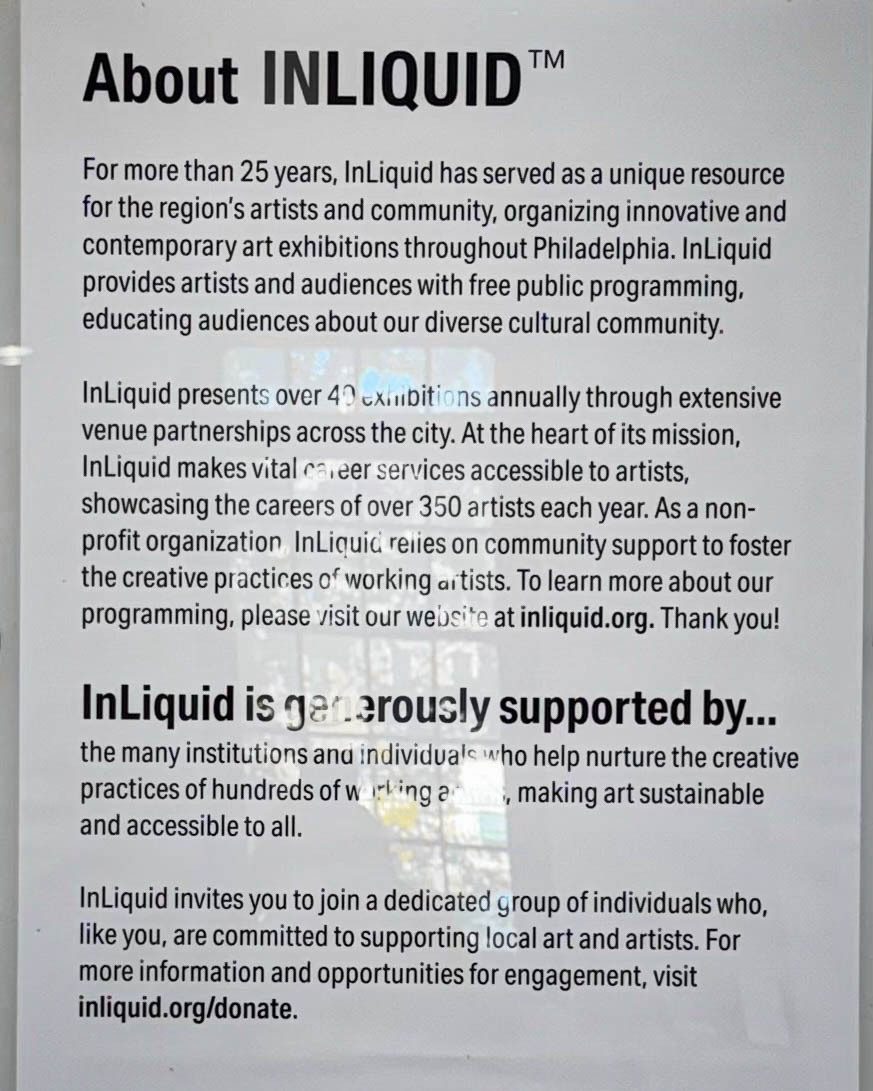 About INLIQUID™
For more than 25 years, InLiquid has served as a unique resource
for the region's artists and community, organizing innovative and
contemporary art exhibitions throughout Philadelphia. InLiquid
provides artists and audiences with free public programming,
educating audiences about our diverse cultural community.
InLiquid presents over 40 exhibitions annually through extensive
venue partnerships across the city. At the heart of its mission,
InLiquid makes vital career services accessible to artists,
showcasing the careers of over 350 artists each year. As a non-
profit organization, InLiquid relies on community support to foster
the creative practices of working artists. To learn more about our
programming, please visit our website at inliquid.org. Thank you!
InLiquid is generously supported by...
the many institutions and individuals who help nurture the creative
practices of hundreds of working , making art sustainable
and accessible to all.
InLiquid invites you to join a dedicated group of individuals who,
like you, are committed to supporting local art and artists. For
more information and opportunities for engagement, visit
inliquid.org/donate.